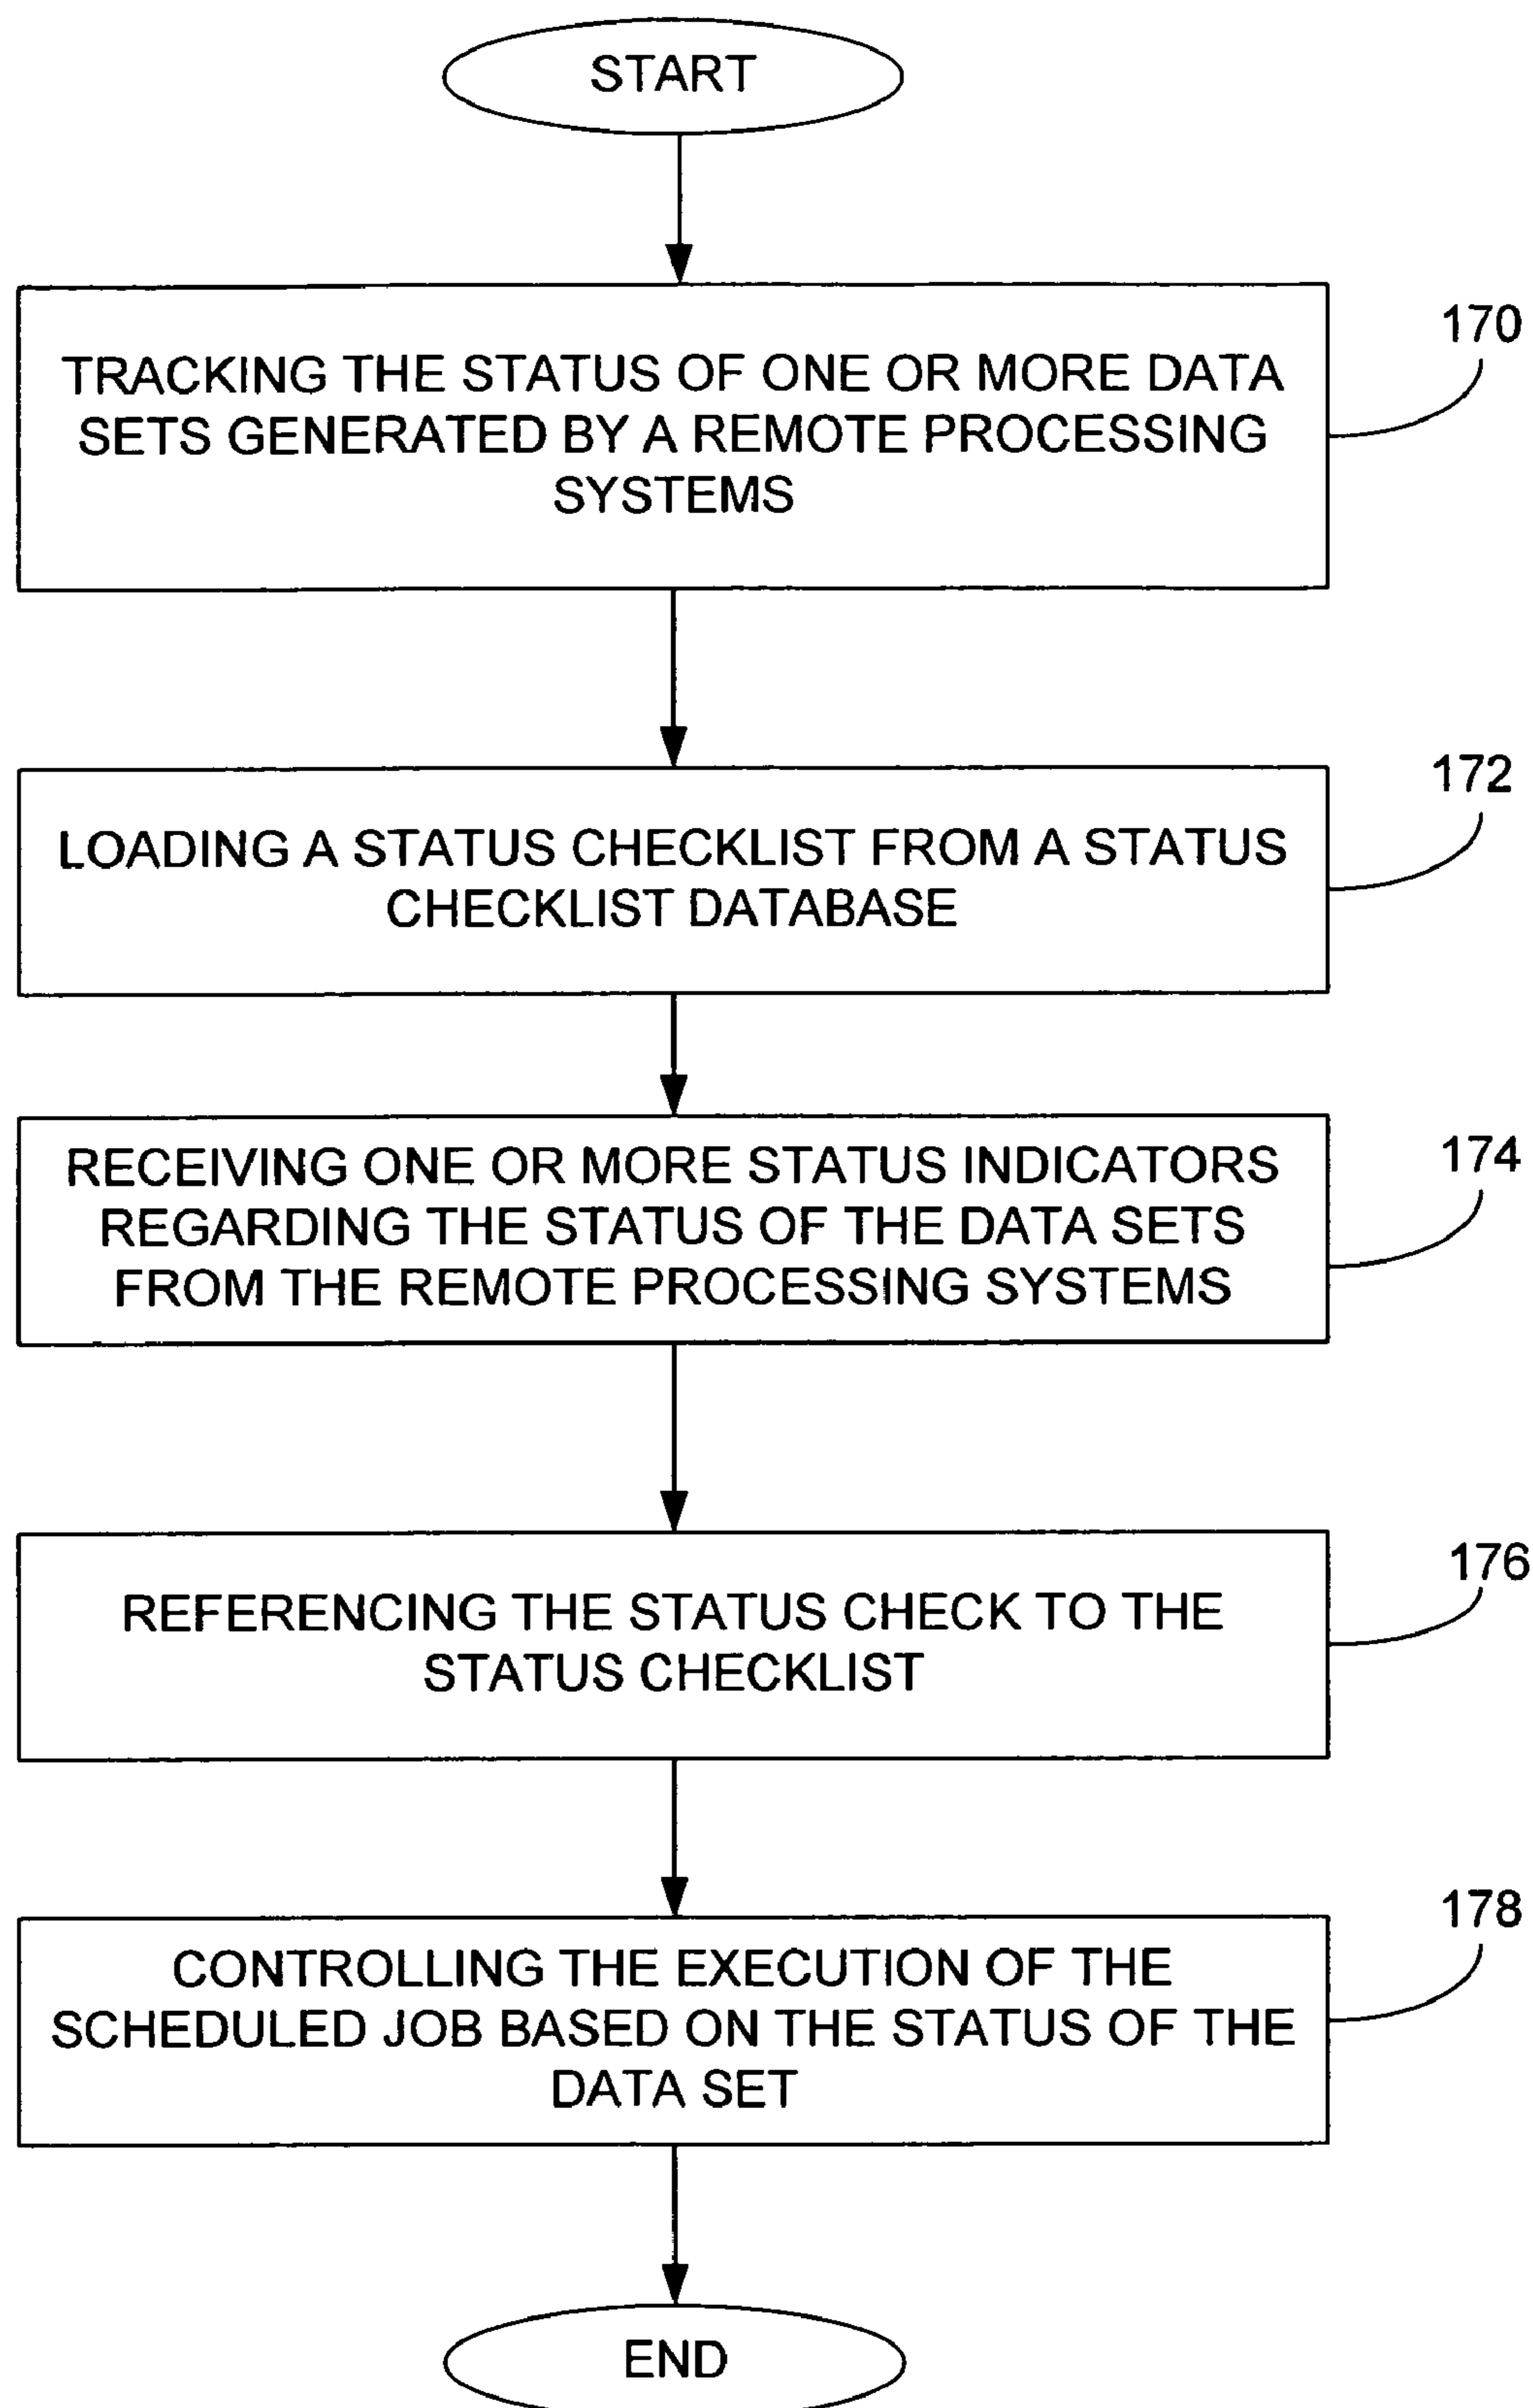 START
170
TRACKING THE STATUS OF ONE OR MORE DATA
SETS GENERATED BY A REMOTE PROCESSING
SYSTEMS
172
LOADING A STATUS CHECKLIST FROM A STATUS
CHECKLIST DATABASE
174
RECEIVING ONE OR MORE STATUS INDICATORS
REGARDING THE STATUS OF THE DATA SETS
FROM THE REMOTE PROCESSING SYSTEMS
176
REFERENCING THE STATUS CHECK TO THE
STATUS CHECKLIST
178
CONTROLLING THE EXECUTION OF THE
SCHEDULED JOB BASED ON THE STATUS OF THE
DATA SET
END